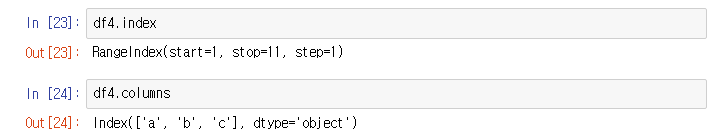 In [23]: df4.index
Out[23]: RangeIndex(start=1, stop=11, step=1)
In [24]: df4.columns
Out[24]: Index(['a', 'b', 'c'], dtype='object')